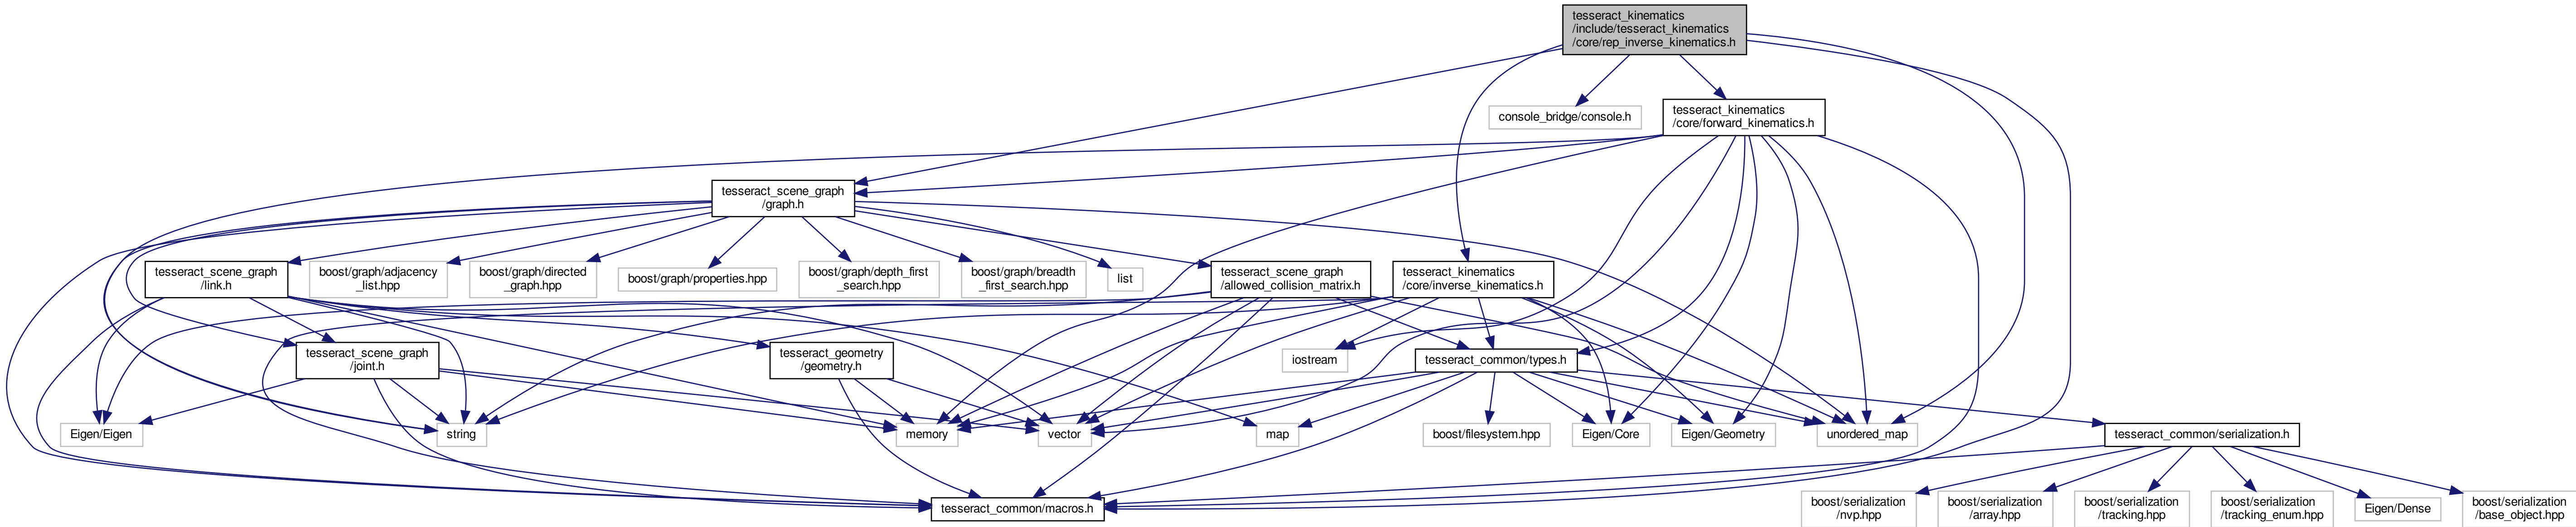 tesseract_kinematics
/include/tesseract_kinematics
/core/rep_inverse_kinematics.h
console_bridge/console.h
tesseract_kinematics
/core/forward_kinematics.h
tesseract_scene_graph
/graph.h
tesseract_scene_graph
/link.h
boost/graph/adjacency
_list.hpp
boost/graph/directed
_graph.hpp
boost/graph/properties.hpp
boost/graph/depth_first
_search.hpp
boost/graph/breadth
_first_search.hpp
list
tesseract_scene_graph
/allowed_collision_matrix.h
tesseract_kinematics
/core/inverse_kinematics.h
tesseract_scene_graph
/joint.h
tesseract_geometry
/geometry.h
iostream
tesseract_common/types.h
Eigen/Eigen
string
memory
vector
map
boost/filesystem.hpp
Eigen/Core
Eigen/Geometry
unordered_map
tesseract_common/serialization.h
tesseract_common/macros.h
boost/serialization
/nvp.hpp
boost/serialization
/array.hpp
boost/serialization
/tracking.hpp
boost/serialization
/tracking_enum.hpp
Eigen/Dense
boost/serialization
/base_object.hpp